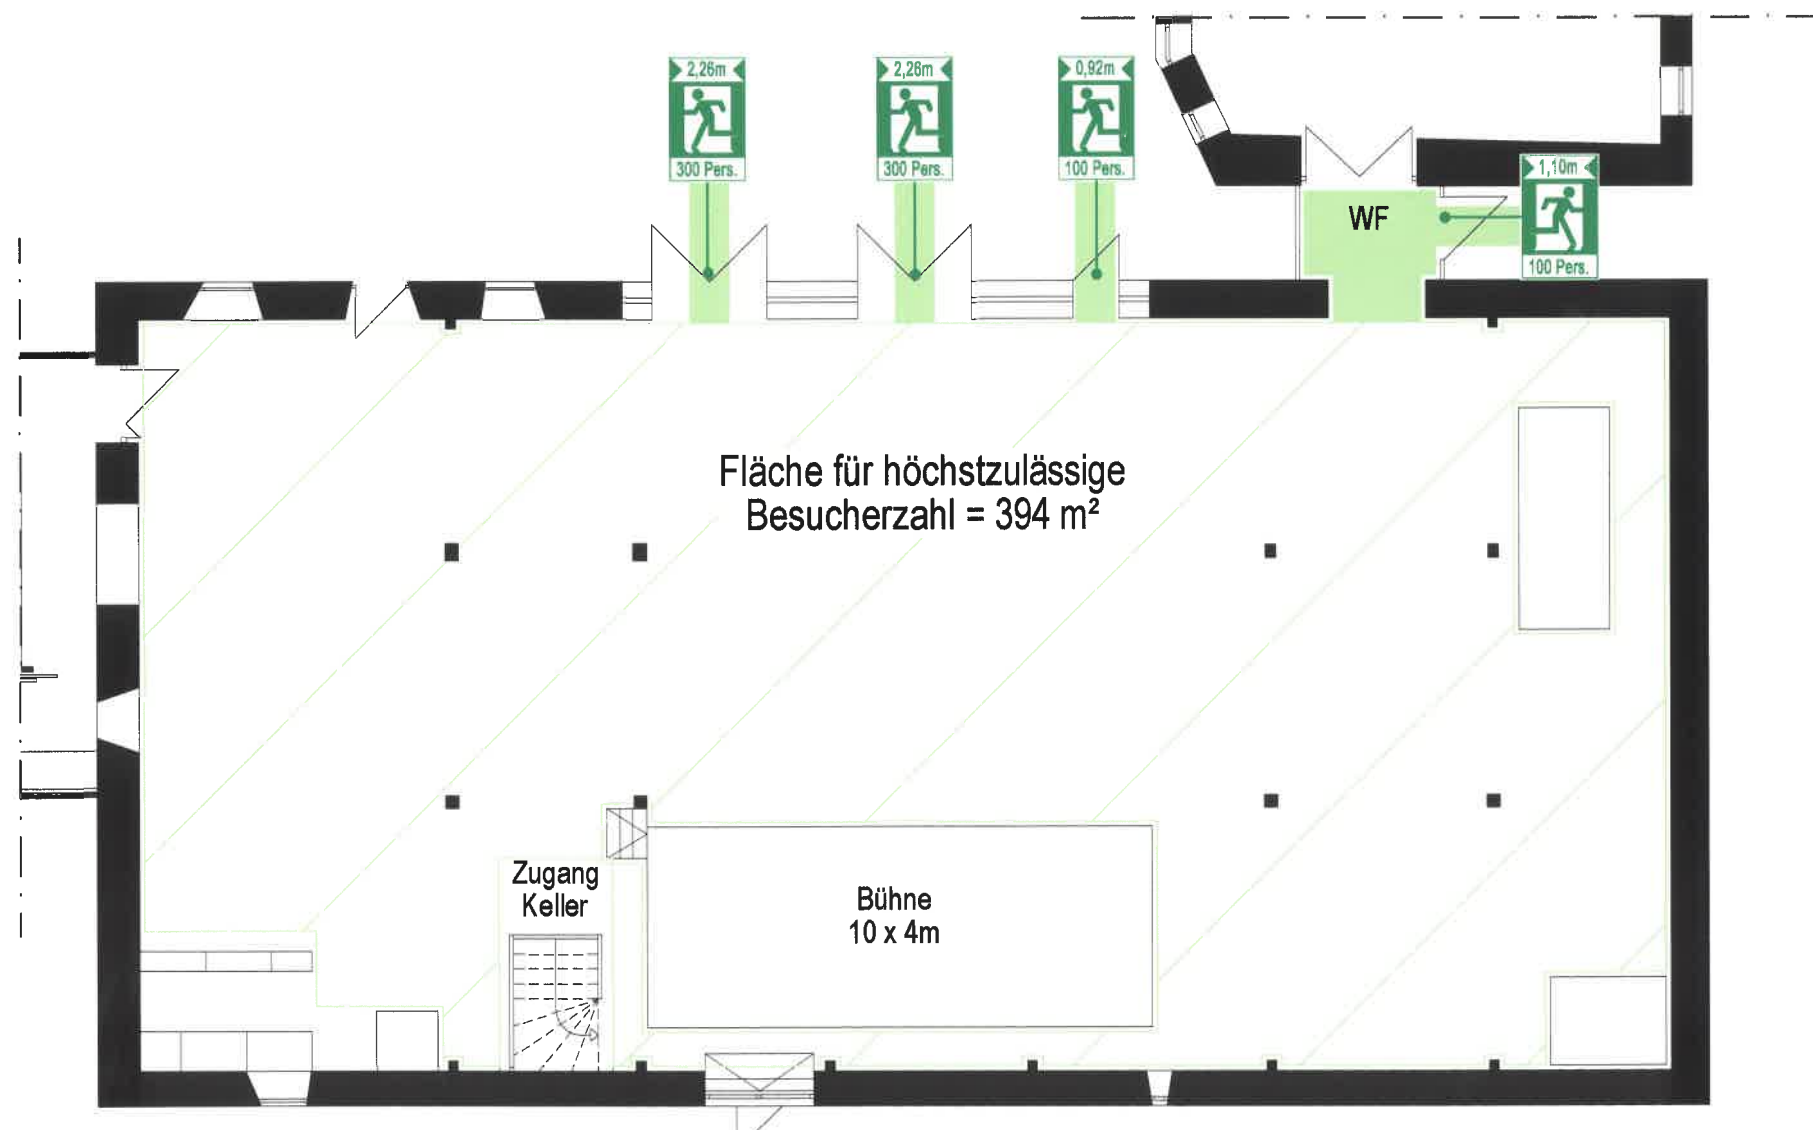 2,26m
300 Pers.
2,26m
300 Pers.
0,92m
100 Pers.
1,10m
100 Pers.
WF
Fläche für höchstzulässige
Besucherzahl = 394 m²
Zugang
Keller
Bühne
10 x 4m